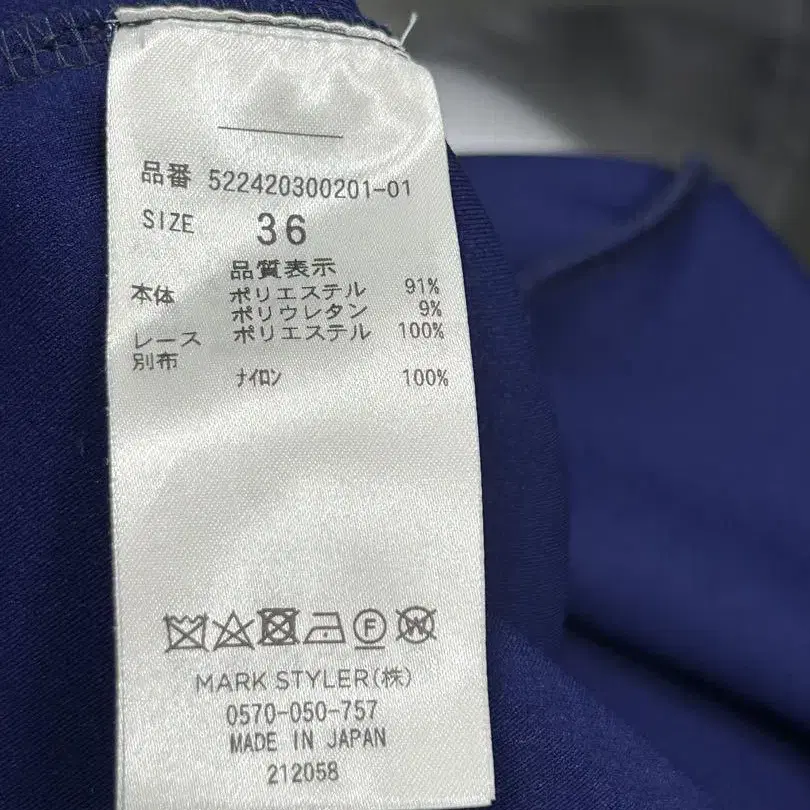 品番 522420300201-01
SIZE 36
品質表示
本体 ポリエステル 91%
ポリウレタン 9%
レース ポリエステル 100%
別布
ナイロン 100%
F W
MARK STYLER(株)
0570-050-757
MADE IN JAPAN
212058